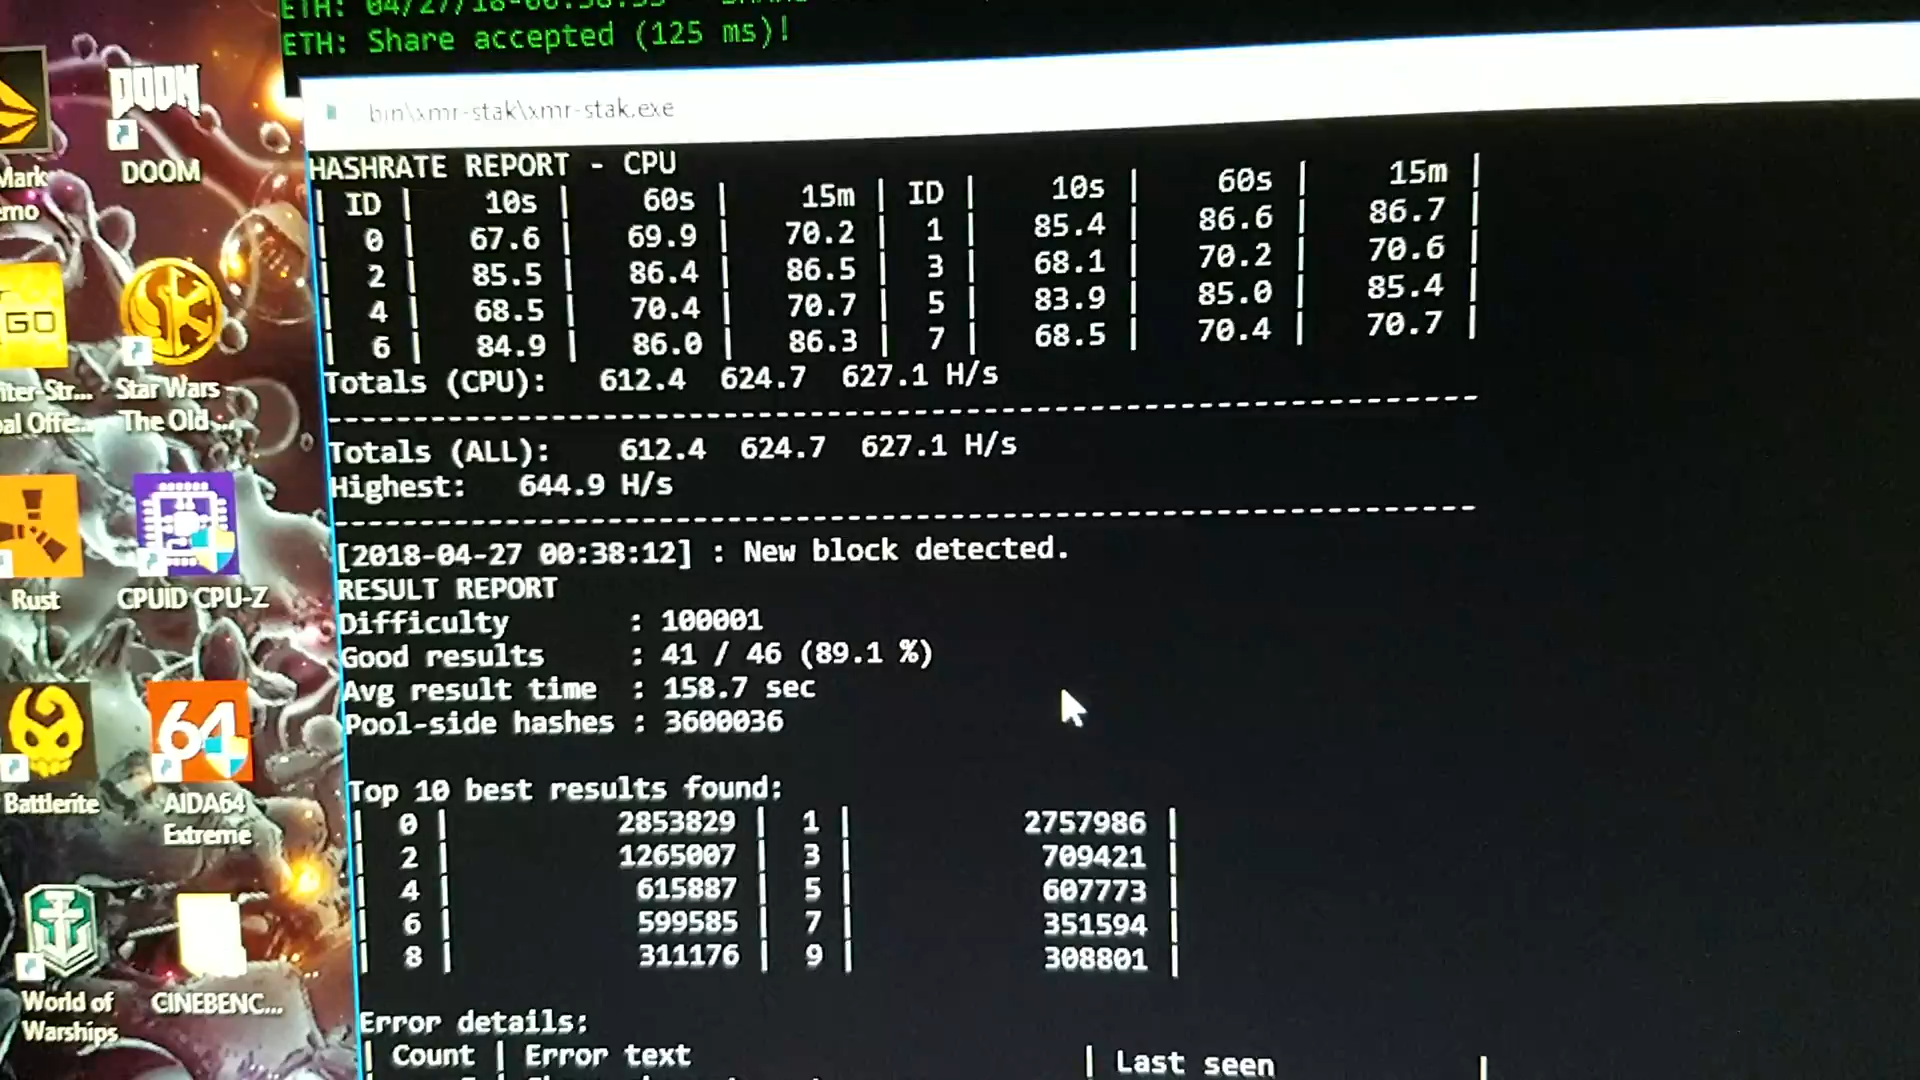 ETH: Share accepted (125 ms)!
bin\xmr-stak\xmr-stak.exe
HASHRATE REPORT - CPU
| ID | 10s | 60s | 15m | ID | 10s | 60s | 15m |
| 0 | 67.6 | 69.9 | 70.2 | 1 | 85.4 | 86.6 | 86.7 |
| 2 | 85.5 | 86.4 | 86.5 | 3 | 68.1 | 70.2 | 70.6 |
| 4 | 68.5 | 70.4 | 70.7 | 5 | 83.9 | 85.0 | 85.4 |
| 6 | 84.9 | 86.0 | 86.3 | 7 | 68.5 | 70.4 | 70.7 |
Totals (CPU): 612.4 624.7 627.1 H/s
Totals (ALL): 612.4 624.7 627.1 H/s
Highest: 644.9 H/s
[2018-04-27 00:38:12] : New block detected.
RESULT REPORT
Difficulty : 100001
Good results : 41 / 46 (89.1 %)
Avg result time : 158.7 sec
Pool-side hashes : 3600036
Top 10 best results found:
| 0 | 2853829 | 1 | 2757986 |
| 2 | 1265007 | 3 | 709421 |
| 4 | 615887 | 5 | 607773 |
| 6 | 599585 | 7 | 351594 |
| 8 | 311176 | 9 | 308801 |
Error details:
| Count | Error text | Last seen |
DOOM
DOOM
GO
Star Wars -
The Old ...
Rust
CPUID CPU-Z
Battlerite
64
AIDA64
Extreme
World of
Warships
CINEBENC...